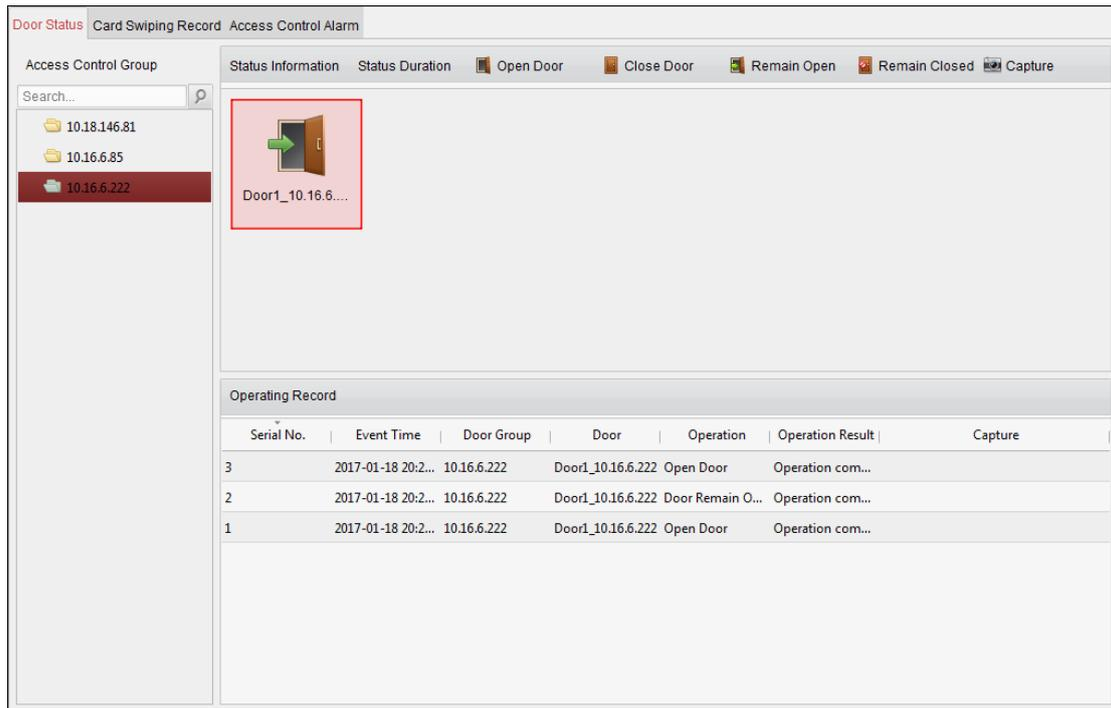 Door Status Card Swiping Record Access Control Alarm
Access Control Group
Search...
10.18.146.81
10.16.6.85
10.16.6.222
Status Information Status Duration Open Door Close Door Remain Open Remain Closed Capture
Door1_10.16.6....
Operating Record
Serial No. Event Time Door Group Door Operation Operation Result Capture
3 2017-01-18 20:2... 10.16.6.222 Door1_10.16.6.222 Open Door Operation com...
2 2017-01-18 20:2... 10.16.6.222 Door1_10.16.6.222 Door Remain O... Operation com...
1 2017-01-18 20:2... 10.16.6.222 Door1_10.16.6.222 Open Door Operation com...